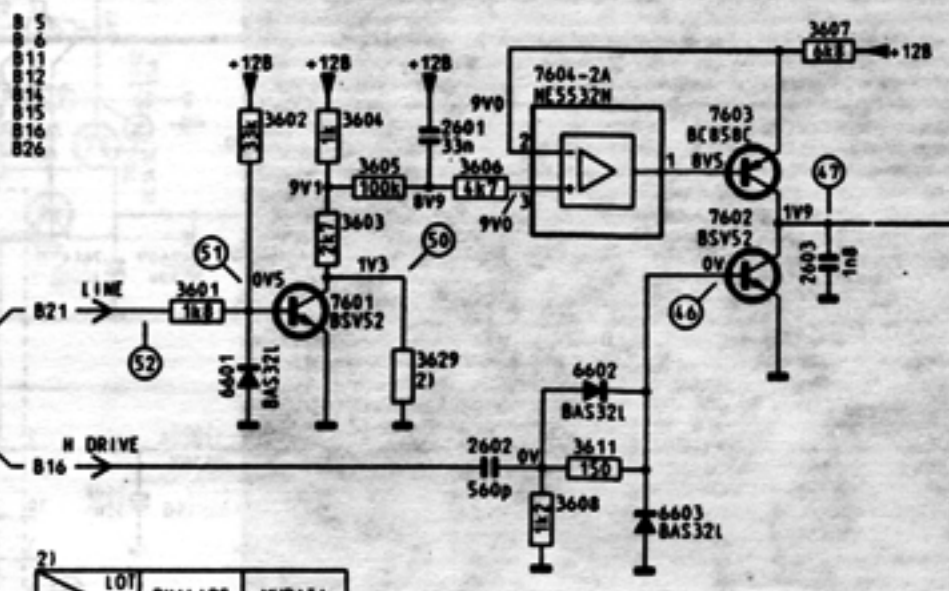 B 5
B 6
B11
B12
B14
B15
B16
B26
+12B
+12B
+12B
3607
6k8
+12B
7604-2A
NE5532N
9V0
2
3602
33k
3604
1k
2601
33n
7603
BC858C
3605
100k
3606
4k7
1
8V5
47
9V1
8V9
3
9V0
3603
2k7
7602
BSV52
1V9
50
51
1V3
0V5
0V
2603
1n8
LINE
B21
3601
1k8
7601
BSV52
46
52
6601
BAS32L
3629
2)
6602
BAS32L
H DRIVE
B16
2602
0V
560p
3611
150
1k2
3608
6603
BAS32L
2)
LOT